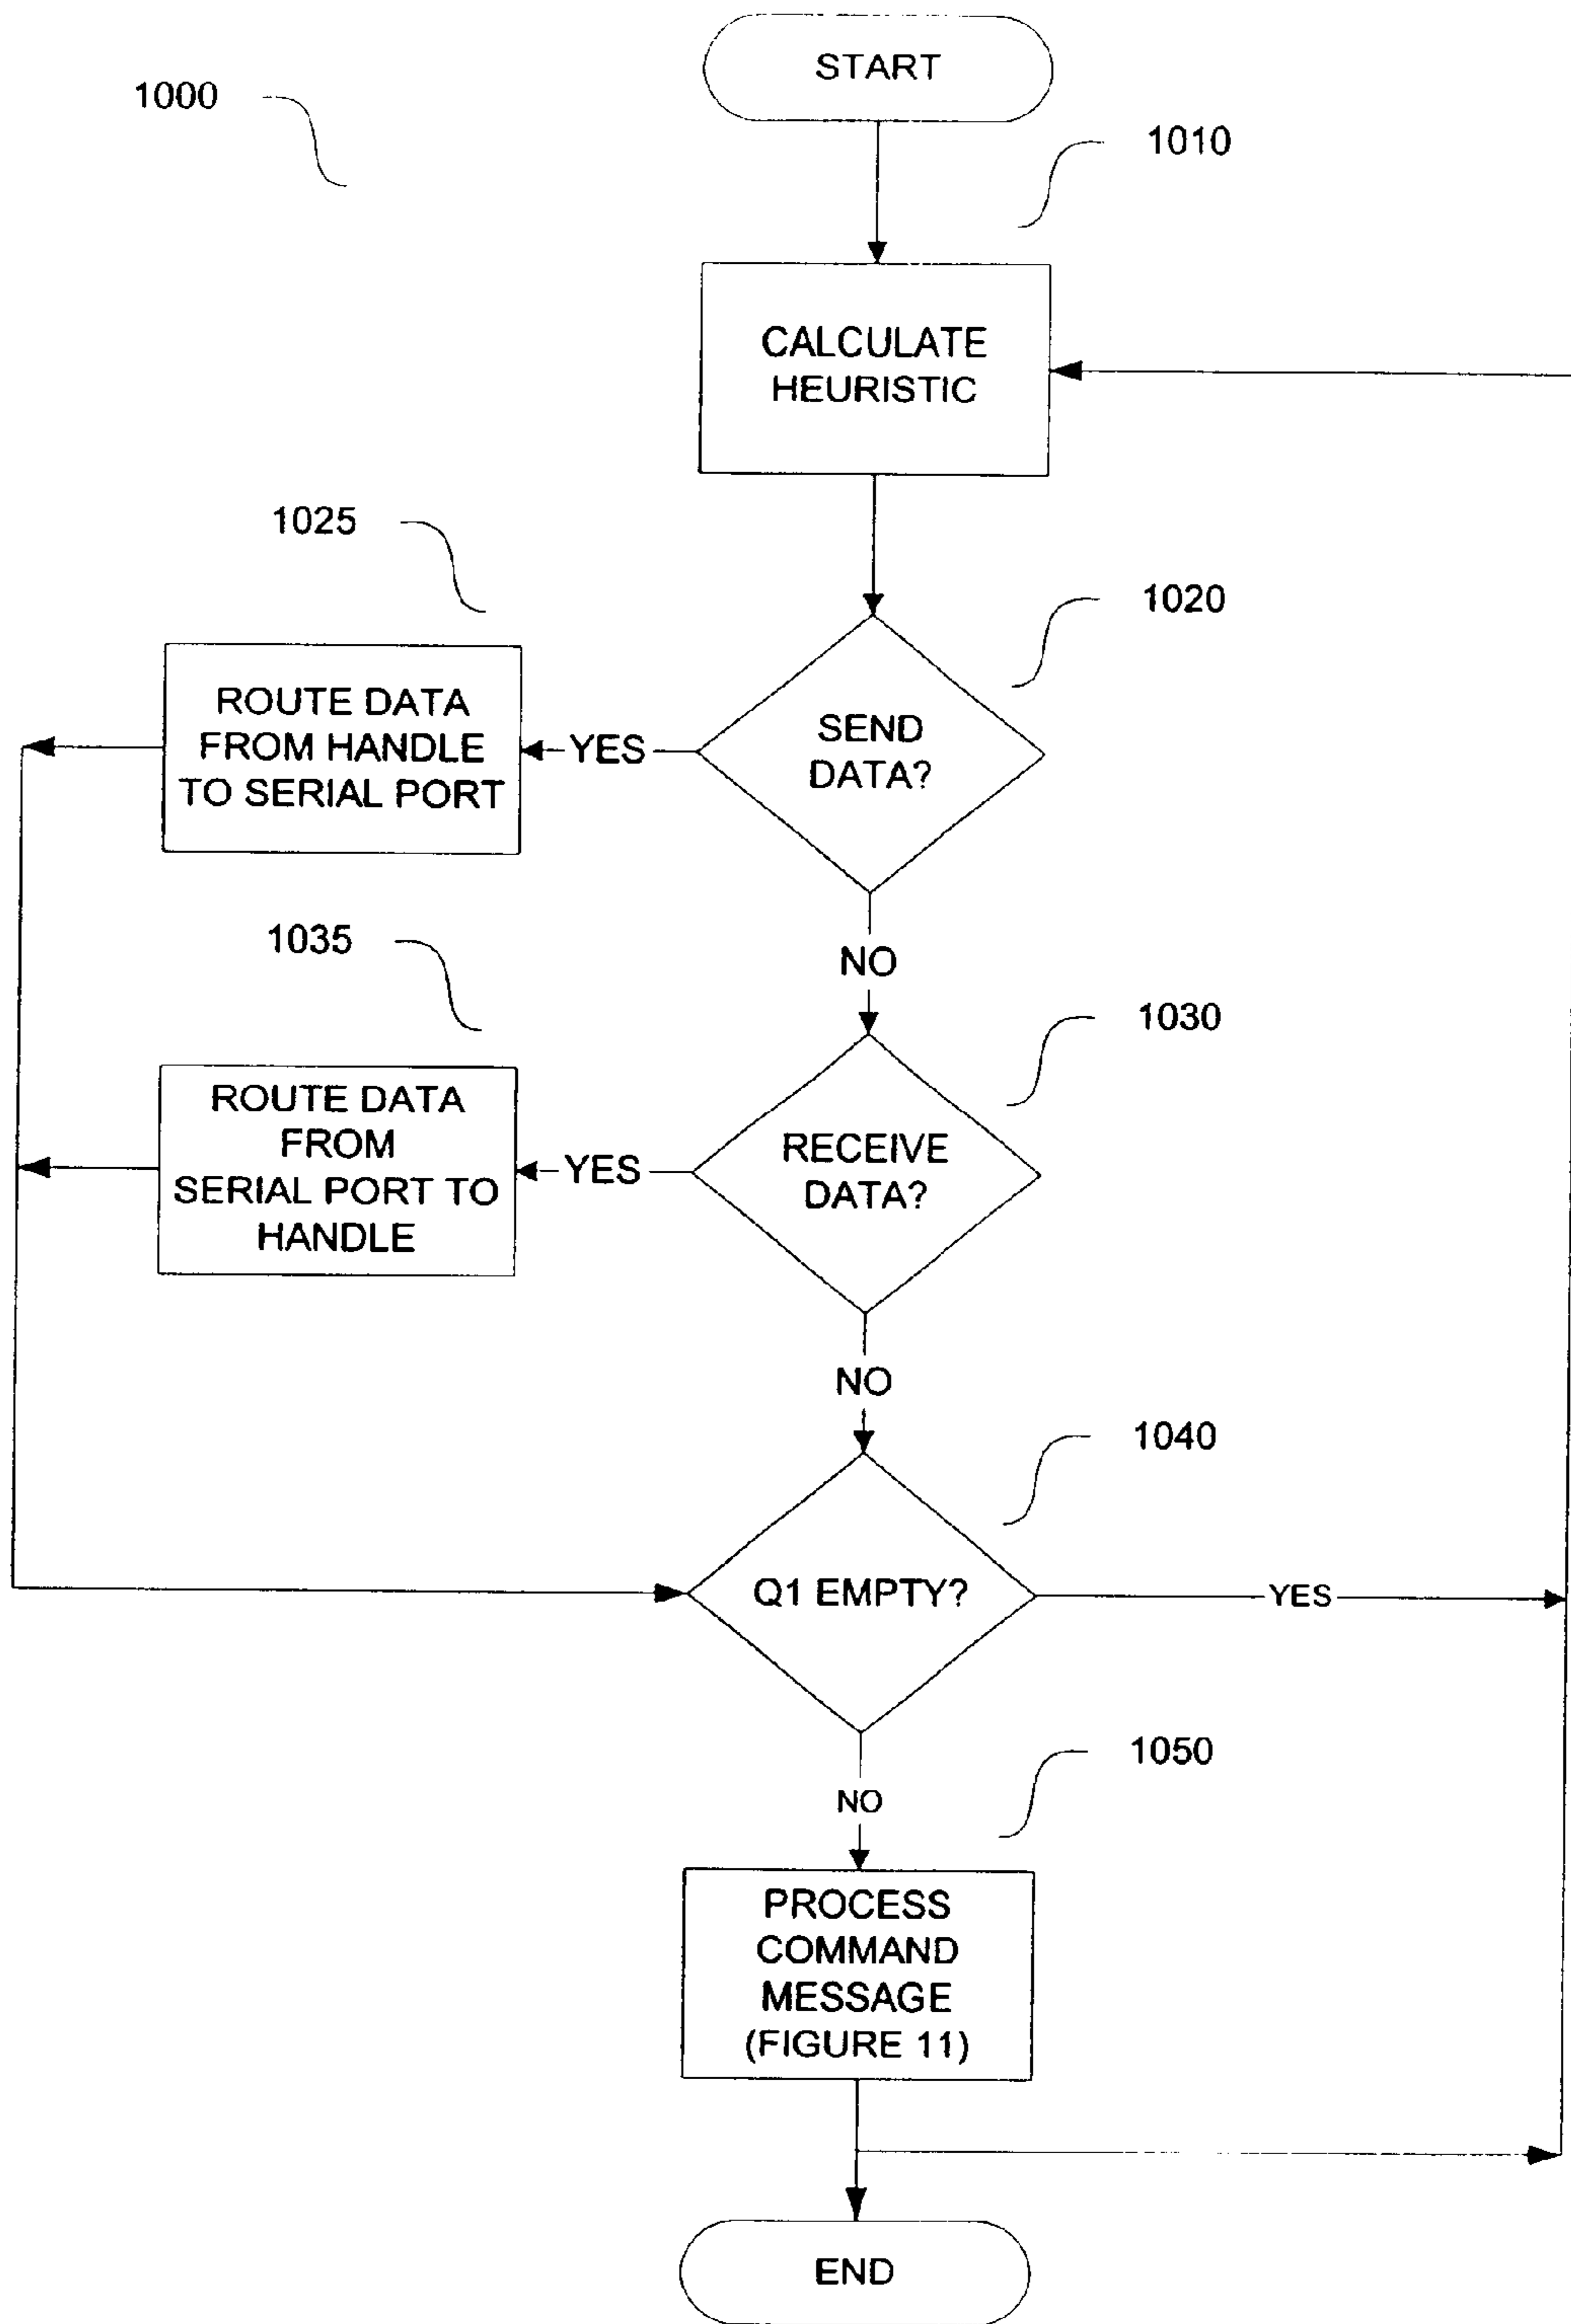 START
1000
1010
CALCULATE
HEURISTIC
1025
1020
ROUTE DATA
FROM HANDLE
TO SERIAL PORT
YES
SEND
DATA?
NO
1035
1030
ROUTE DATA
FROM
SERIAL PORT TO
HANDLE
YES
RECEIVE
DATA?
NO
1040
Q1 EMPTY?
YES
1050
NO
PROCESS
COMMAND
MESSAGE
(FIGURE 11)
END